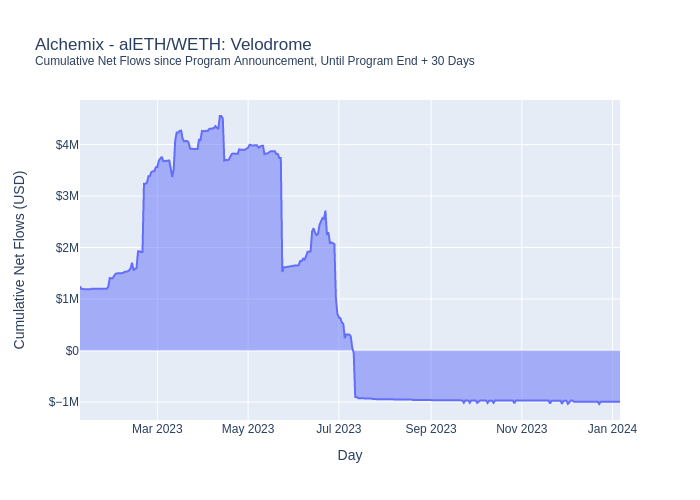 Alchemix - alETH/WETH: Velodrome
Cumulative Net Flows since Program Announcement, Until Program End + 30 Days
Cumulative Net Flows (USD)
$4M
$3M
$2M
$1M
$0
$−1M
Mar 2023 May 2023 Jul 2023 Sep 2023 Nov 2023 Jan 2024
Day